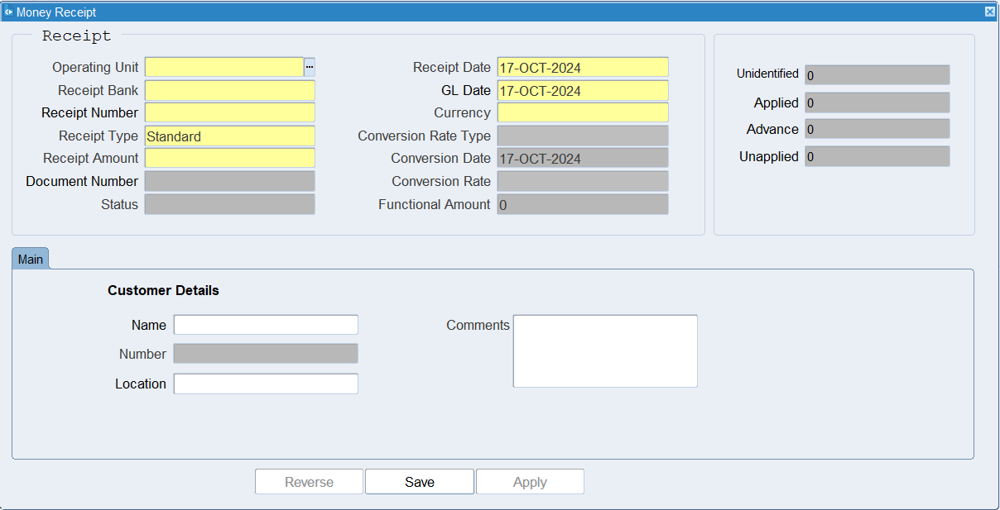 Money Receipt
Receipt
Operating Unit ...
Receipt Bank
Receipt Number
Receipt Type Standard
Receipt Amount
Document Number
Status
Receipt Date 17-OCT-2024
GL Date 17-OCT-2024
Currency
Conversion Rate Type
Conversion Date 17-OCT-2024
Conversion Rate
Functional Amount 0
Unidentified 0
Applied 0
Advance 0
Unapplied 0
Main
Customer Details
Name
Number
Location
Comments
Reverse Save Apply